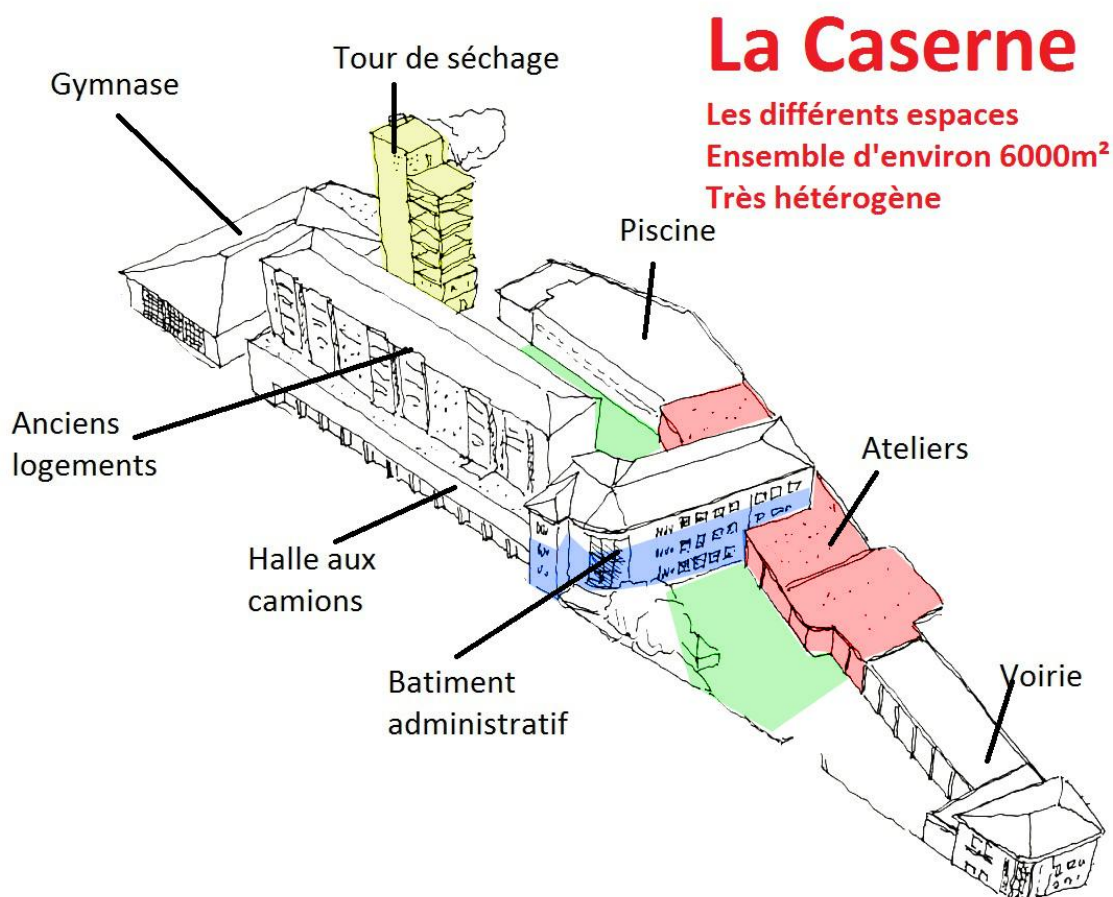 La Caserne
Les différents espaces
Ensemble d'environ 6000m²
Très hétérogène
Tour de séchage
Gymnase
Piscine
Anciens
logements
Ateliers
Halle aux
camions
Batiment
administratif
Voirie